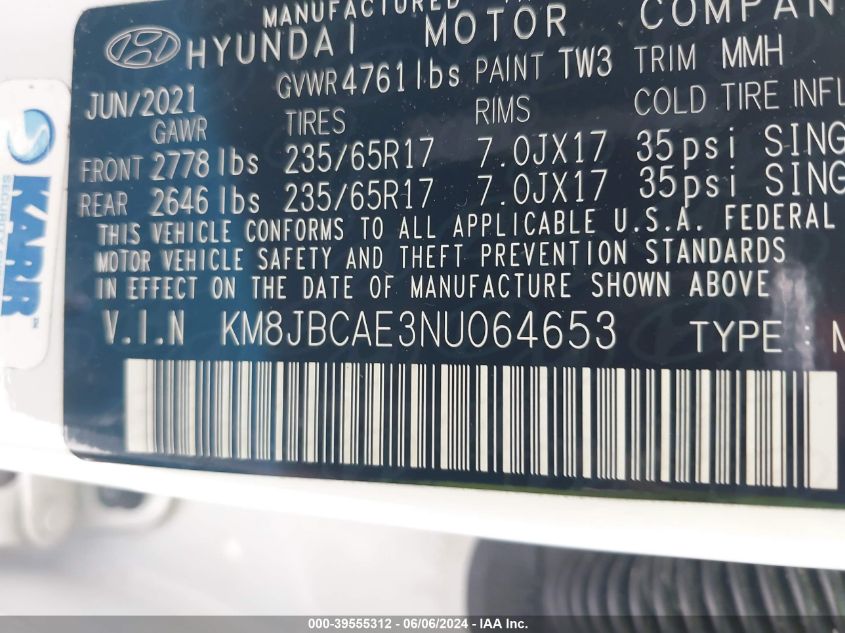 MANUFACTURED
HYUNDAI MOTOR COMPAN
JUN/2021 GVWR 4761 lbs PAINT TW3 TRIM MMH
GAWR TIRES RIMS COLD TIRE INFL
FRONT 2778 lbs 235/65R17 7.0JX17 35psi SING
REAR 2646 lbs 235/65R17 7.0JX17 35psi SING
THIS VEHICLE CONFORMS TO ALL APPLICABLE U.S.A. FEDERAL
MOTOR VEHICLE SAFETY AND THEFT PREVENTION STANDARDS
IN EFFECT ON THE DATE OF MANUFACTURE SHOWN ABOVE
V.I.N KM8JBCAE3NU064653 TYPE : M
KARR
SECURITY
000-39555312 - 06/06/2024 - IAA Inc.